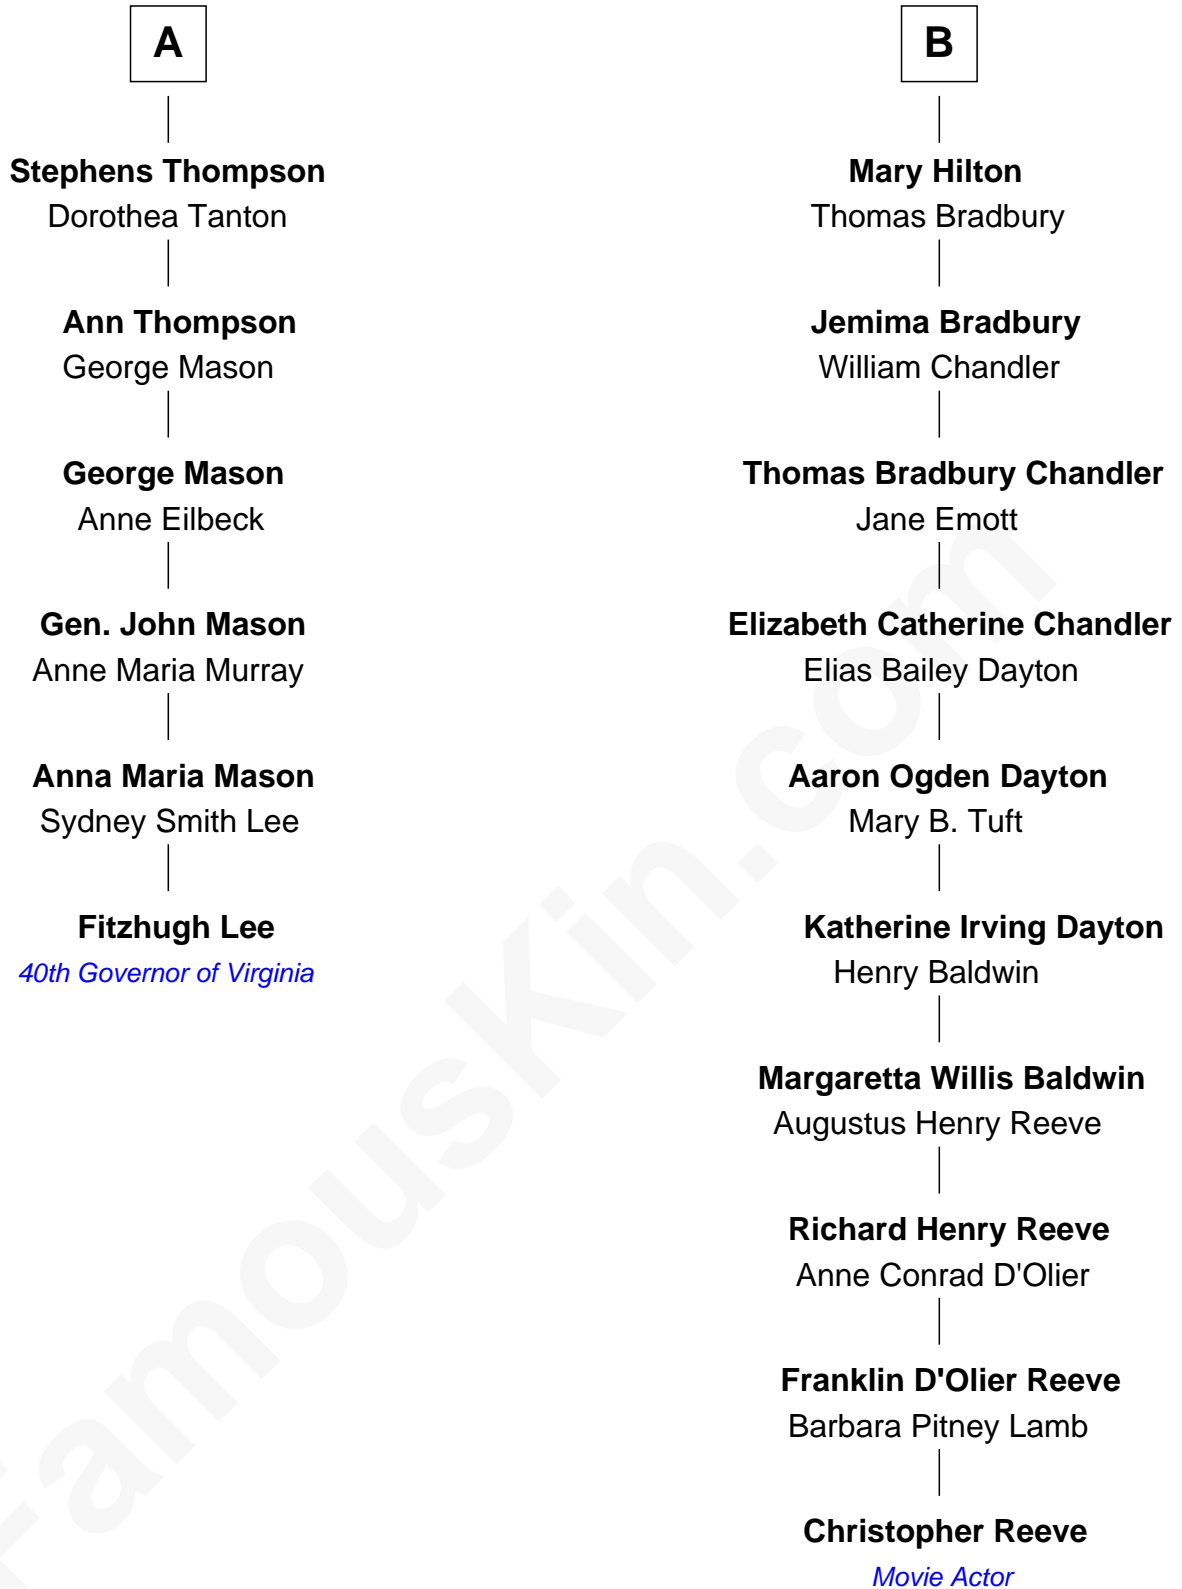 A
Stephens Thompson
Dorothea Tanton
Ann Thompson
George Mason
George Mason
Anne Eilbeck
Gen. John Mason
Anne Maria Murray
Anna Maria Mason
Sydney Smith Lee
Fitzhugh Lee
40th Governor of Virginia
B
Mary Hilton
Thomas Bradbury
Jemima Bradbury
William Chandler
Thomas Bradbury Chandler
Jane Emott
Elizabeth Catherine Chandler
Elias Bailey Dayton
Aaron Ogden Dayton
Mary B. Tuft
Katherine Irving Dayton
Henry Baldwin
Margaretta Willis Baldwin
Augustus Henry Reeve
Richard Henry Reeve
Anne Conrad D'Olier
Franklin D'Olier Reeve
Barbara Pitney Lamb
Christopher Reeve
Movie Actor
FamousKin.com